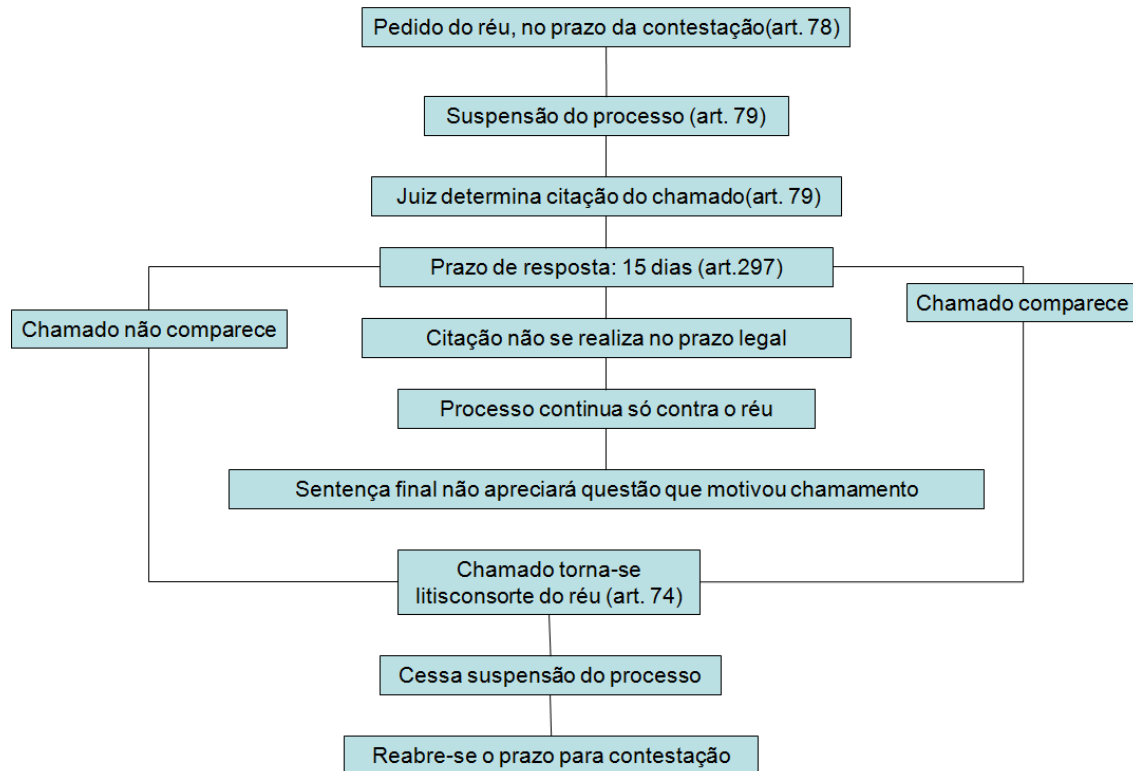 Pedido do réu, no prazo da contestação(art. 78)
Suspensão do processo (art. 79)
Juiz determina citação do chamado(art. 79)
Prazo de resposta: 15 dias (art.297)
Chamado não comparece
Chamado comparece
Citação não se realiza no prazo legal
Processo continua só contra o réu
Sentença final não apreciará questão que motivou chamamento
Chamado torna-se
litisconsorte do réu (art. 74)
Cessa suspensão do processo
Reabre-se o prazo para contestação